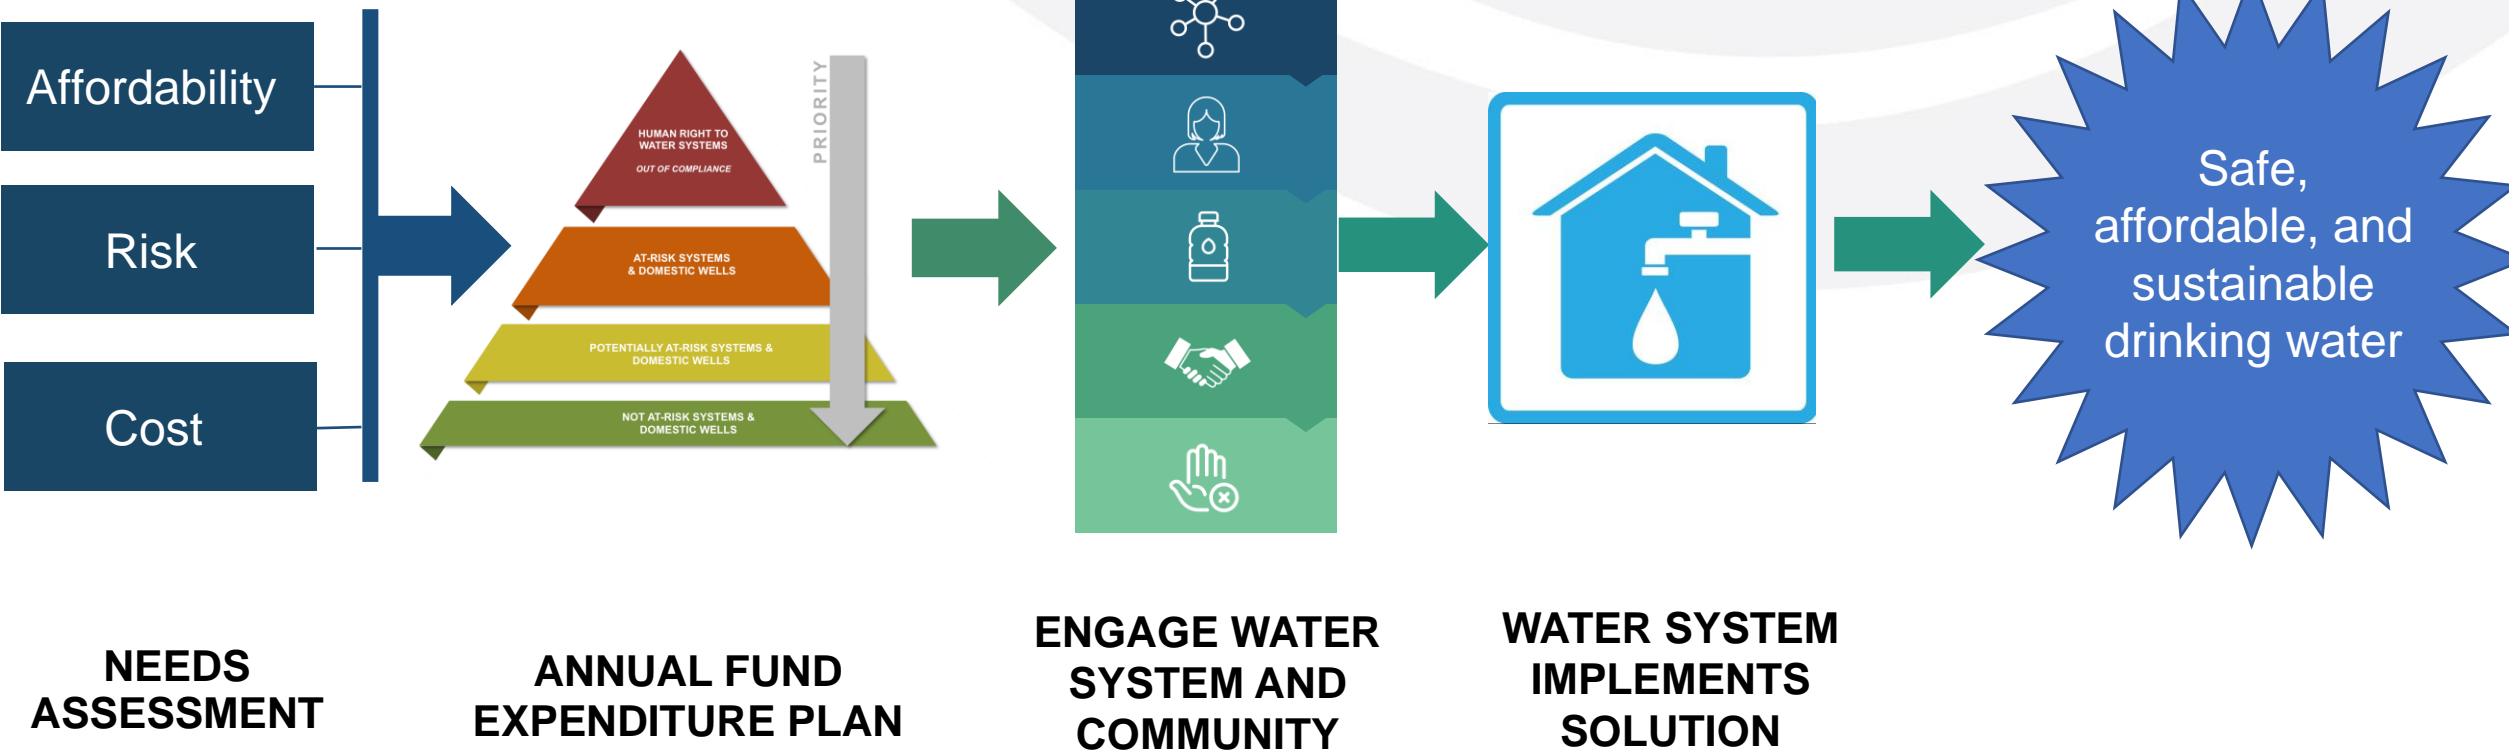 Affordability
Risk
Cost
HUMAN RIGHT TO
WATER SYSTEMS
OUT OF COMPLIANCE
AT-RISK SYSTEMS
& DOMESTIC WELLS
POTENTIALLY AT-RISK SYSTEMS &
DOMESTIC WELLS
NOT AT-RISK SYSTEMS &
DOMESTIC WELLS
PRIORITY
Safe,
affordable, and
sustainable
drinking water
NEEDS
ASSESSMENT
ANNUAL FUND
EXPENDITURE PLAN
ENGAGE WATER
SYSTEM AND
COMMUNITY
WATER SYSTEM
IMPLEMENTS
SOLUTION